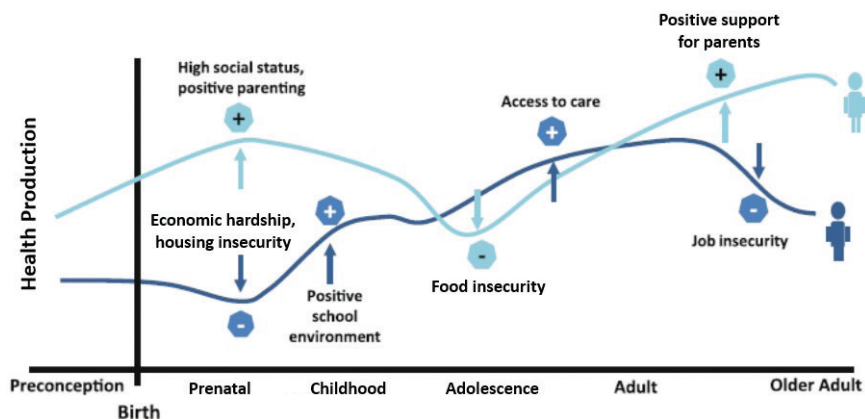 Positive support
for parents
+
High social status,
positive parenting
+
Access to care
+
Health Production
Economic hardship,
housing insecurity
+
-
Job insecurity
-
Food insecurity
-
Positive
school
environment
Preconception
Prenatal
Childhood
Adolescence
Adult
Older Adult
Birth